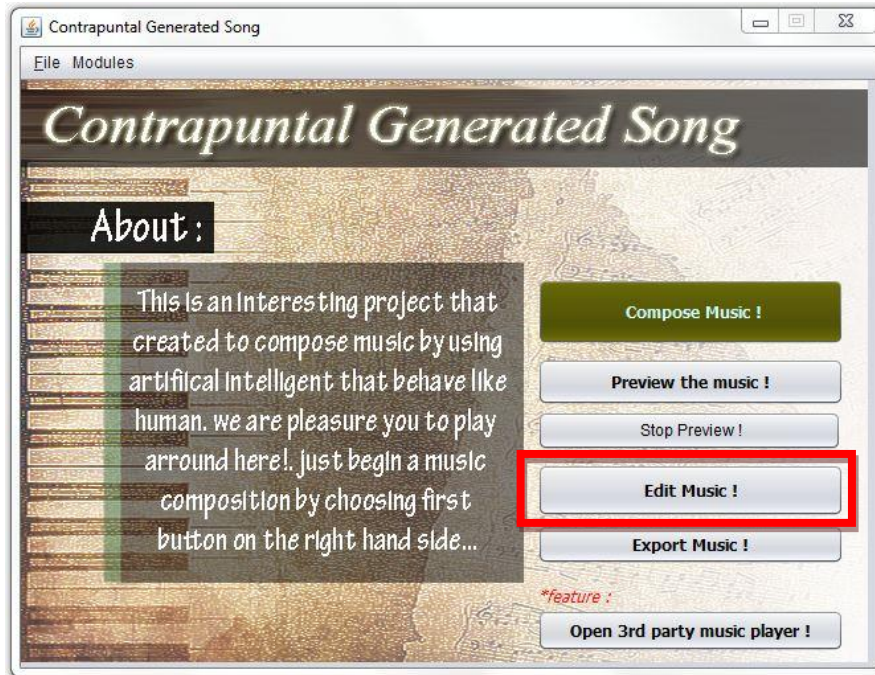 Contrapuntal Generated Song
File Modules
Contrapuntal Generated Song
About :
This is an interesting project that
created to compose music by using
artifiical intelligent that behave like
human. we are pleasure you to play
arround here!. just begin a music
composition by choosing first
button on the right hand side...
Compose Music !
Preview the music !
Stop Preview !
Edit Music !
Export Music !
*feature :
Open 3rd party music player !